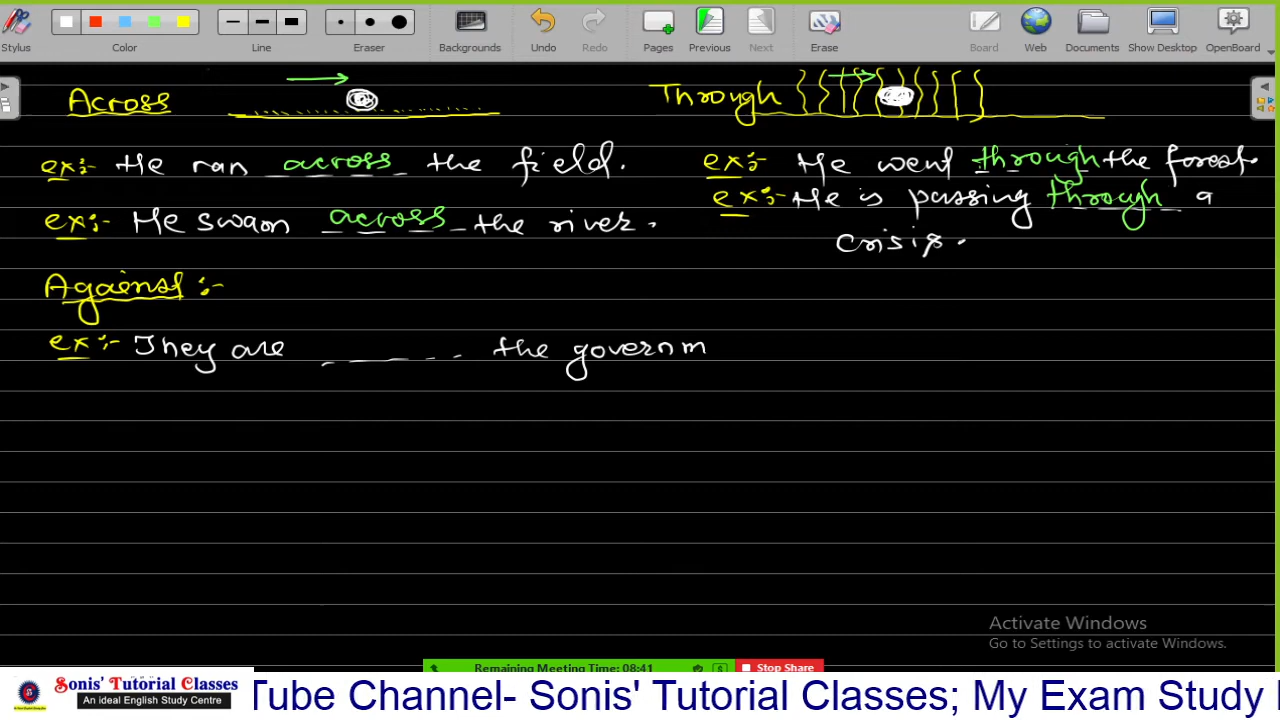 Stylus
Color
Line
Eraser
Backgrounds
Undo
Redo
Pages
Previous
Next
Erase
Board
Web
Documents
Show Desktop
OpenBoard
Across
ex:- He ran across the field.
ex:- He swam across the river.
Through
ex:- He went through the forest.
ex:- He is passing through a
crisis.
Against :-
ex:- They are ______ the governm
Activate Windows
Go to Settings to activate Windows.
Remaining Meeting Time: 08:41
Stop Share
Sonis' Tutorial Classes
An ideal English Study Centre
Tube Channel- Sonis' Tutorial Classes; My Exam Study